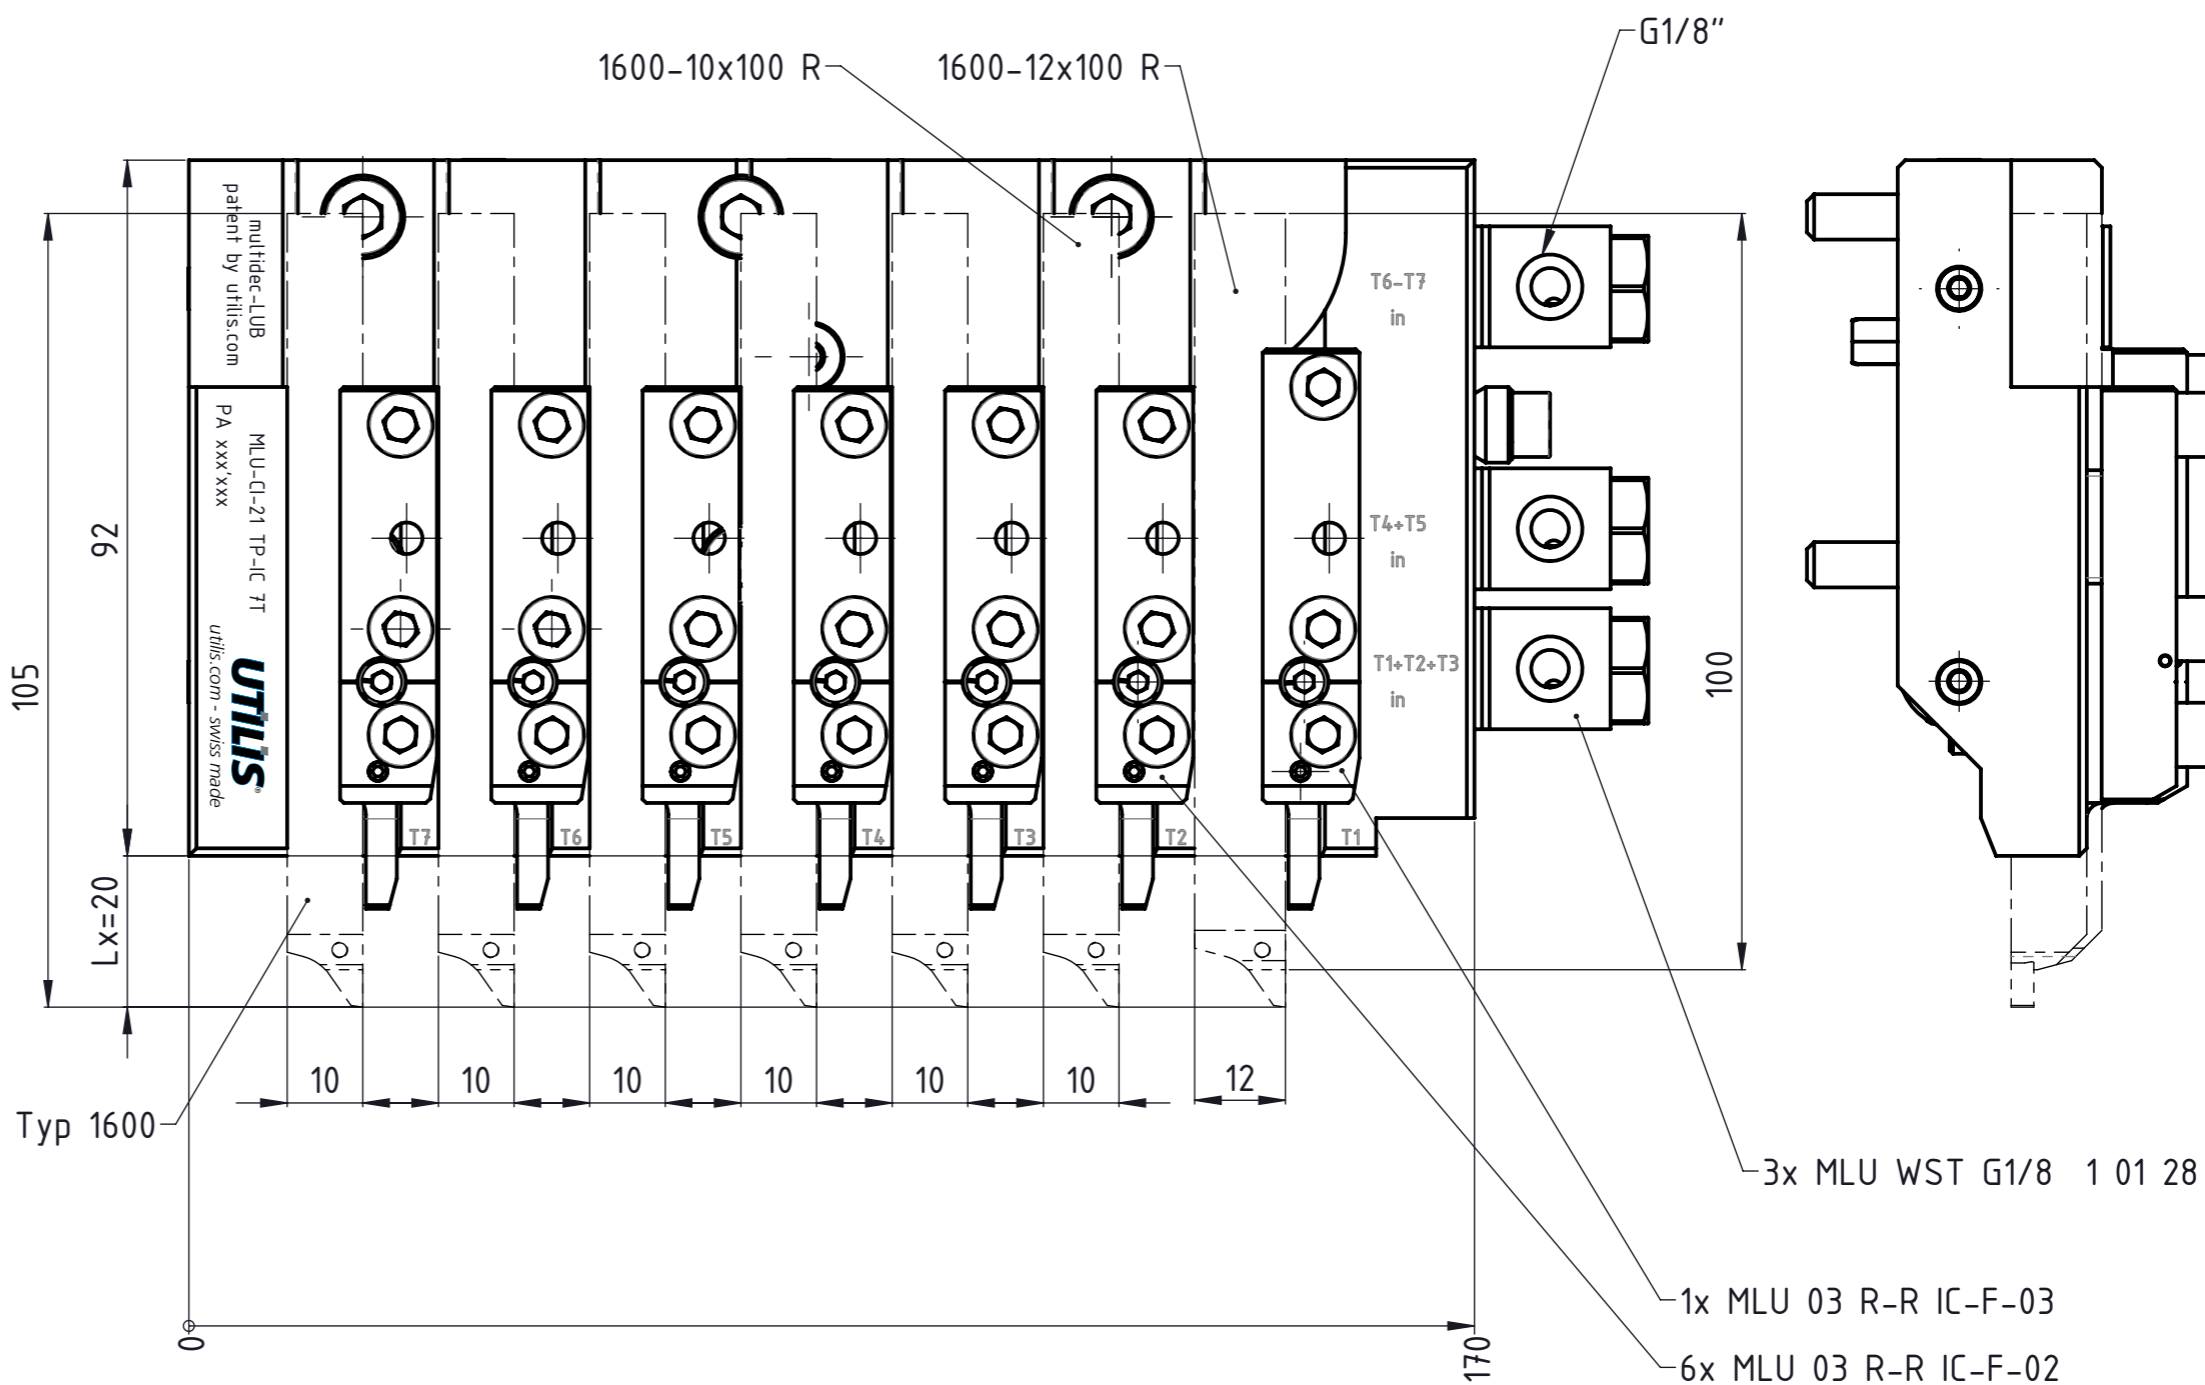 G1/8"
1600-10x100 R
1600-12x100 R
multidec-LUB
patent by utilis.com
MLU-CI-21 TP-IC 7T
PA xxx'xxx
UTILIS®
utilis.com - swiss made
T6-T7
in
T4+T5
in
T1+T2+T3
in
92
105
100
Lx=20
T7
T6
T5
T4
T3
T2
T1
10
10
10
10
10
10
12
Typ 1600
3x MLU WST G1/8 1 01 28
1x MLU 03 R-R IC-F-03
6x MLU 03 R-R IC-F-02
0
170